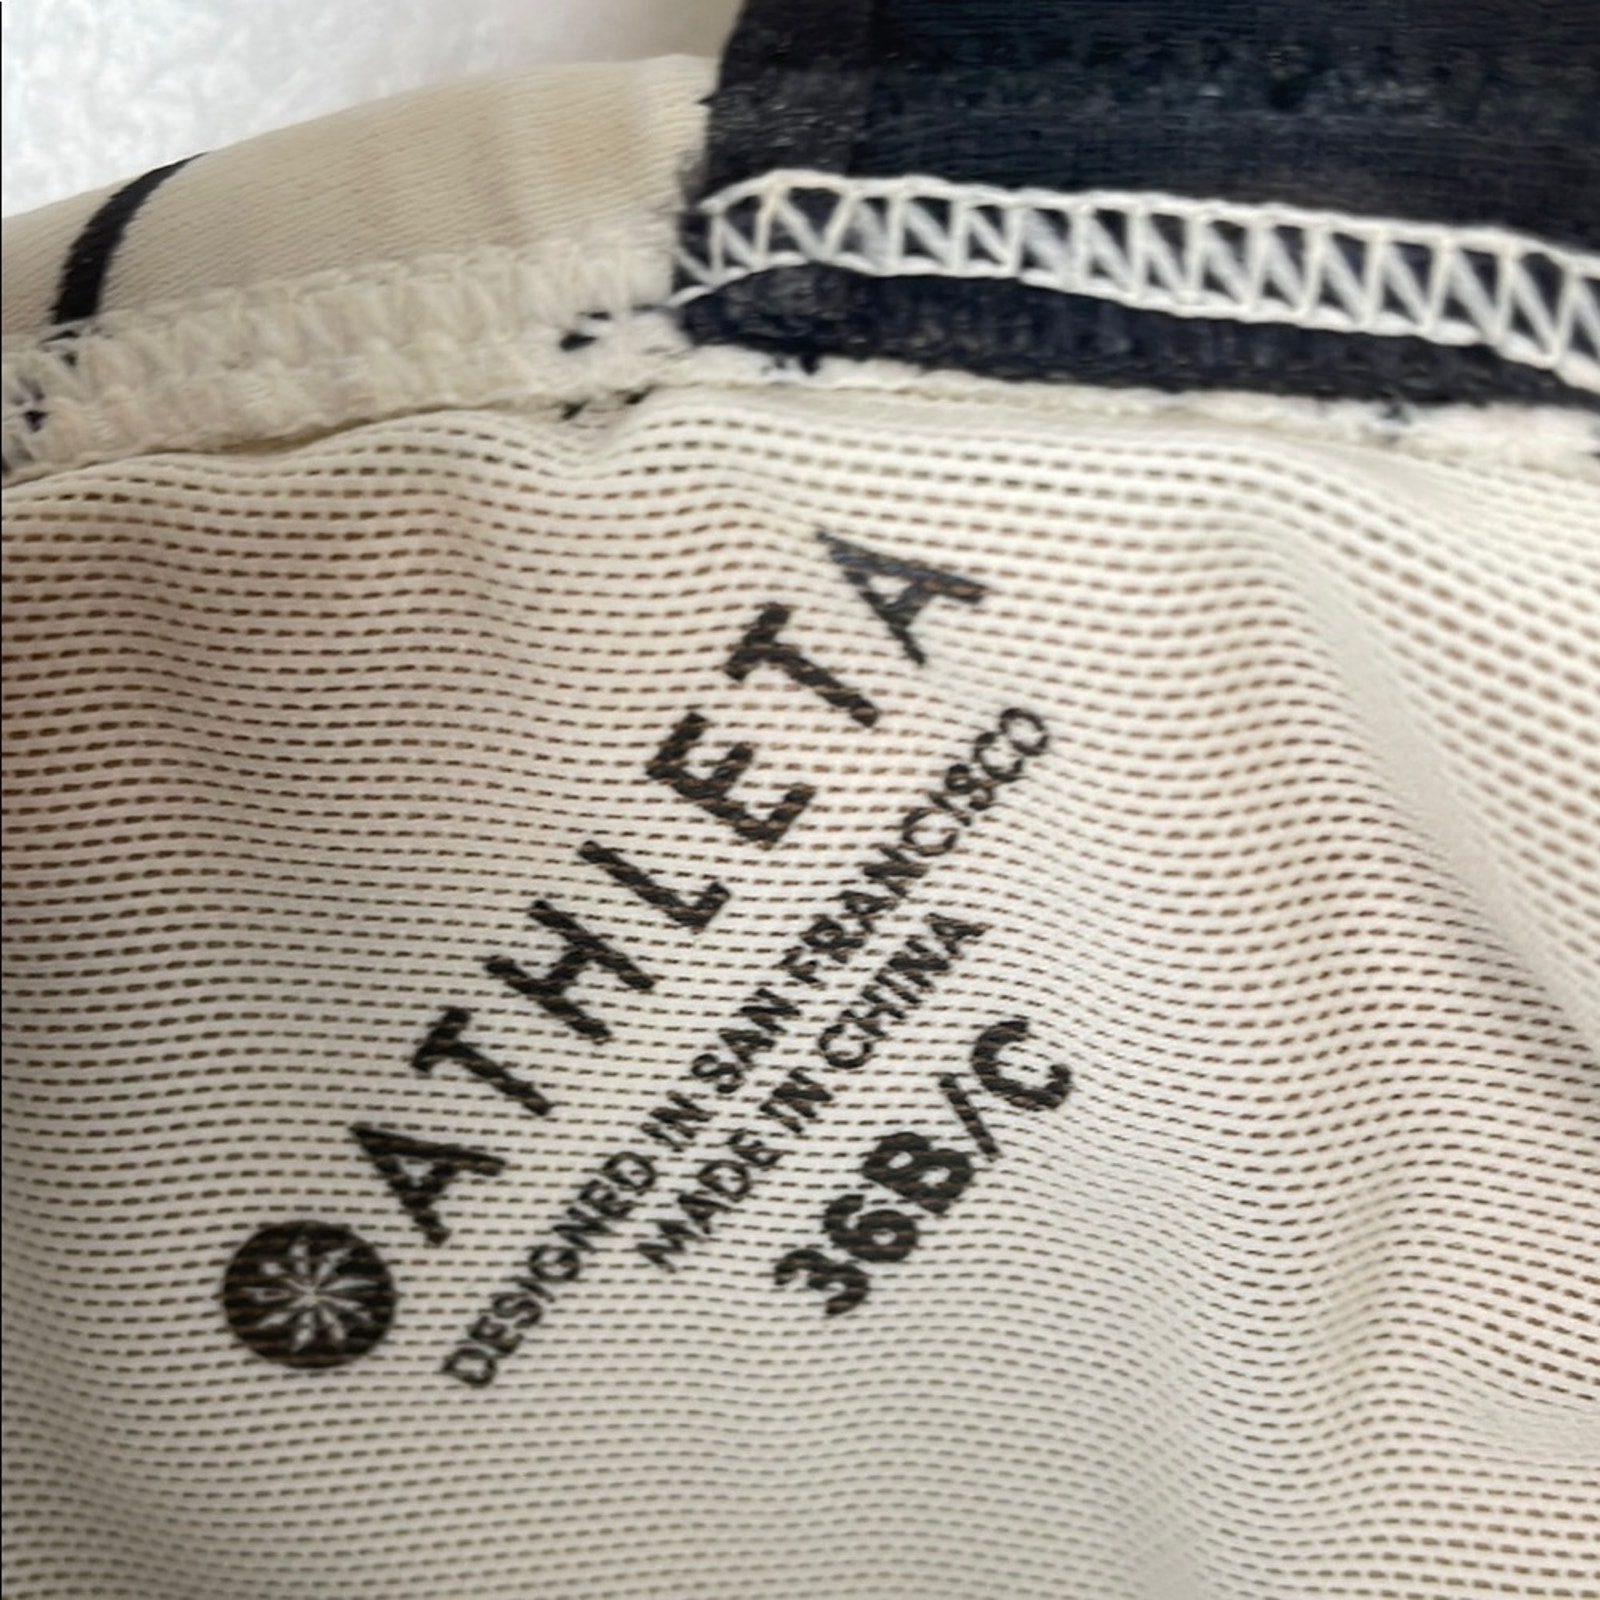 ATHLETA
DESIGNED IN SAN FRANCISCO
MADE IN CHINA
36B/C